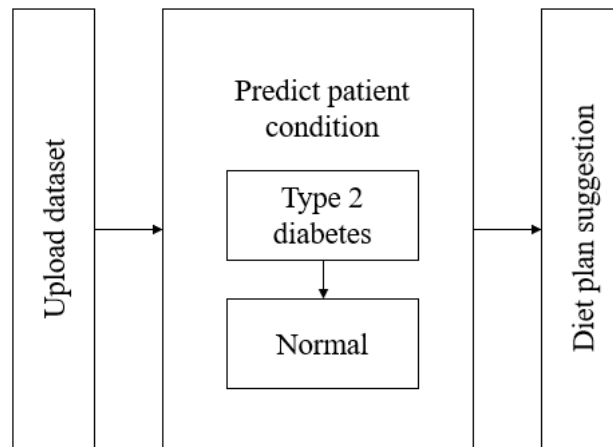 Upload dataset
Predict patient
condition
Type 2
diabetes
Normal
Diet plan suggestion